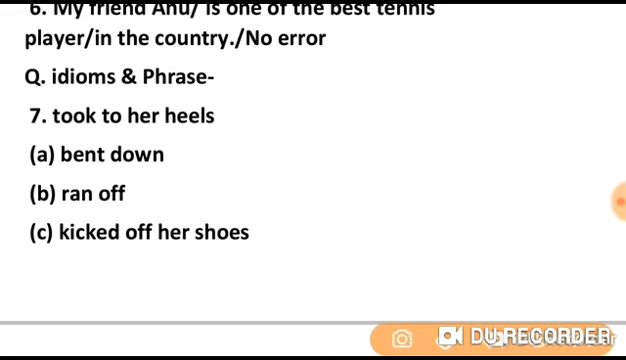 6. My friend Anu/ is one of the best tennis
player/in the country./No error
Q. idioms & Phrase-
7. took to her heels
(a) bent down
(b) ran off
(c) kicked off her shoes
DU RECORDER